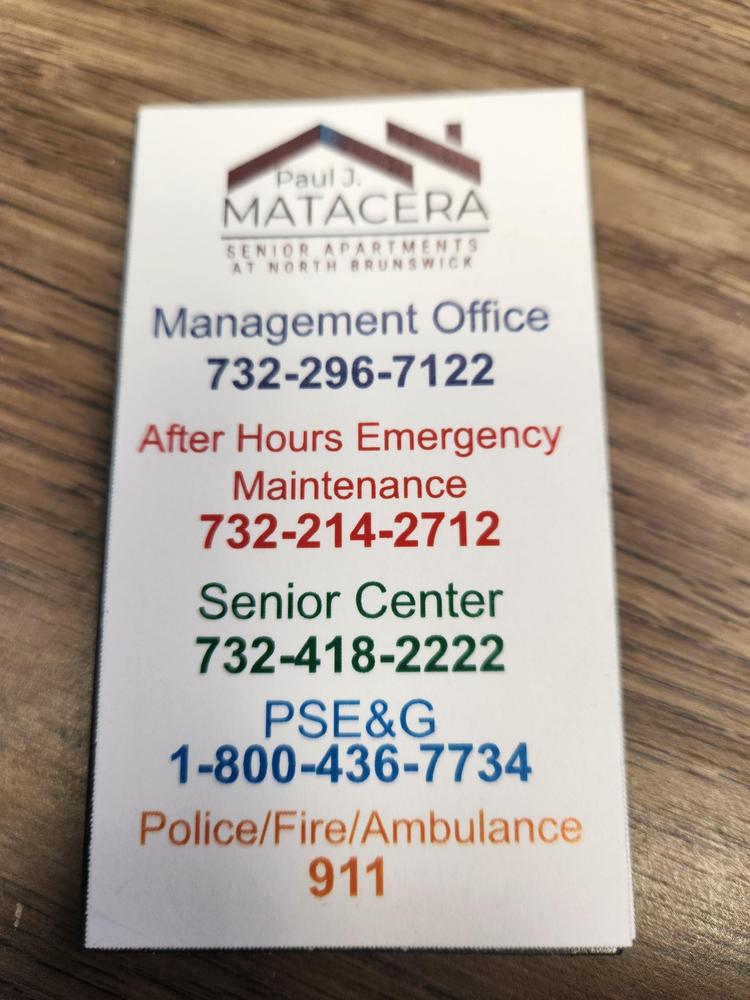 Paul J.
MATACERA
SENIOR APARTMENTS
AT NORTH BRUNSWICK
Management Office
732-296-7122
After Hours Emergency
Maintenance
732-214-2712
Senior Center
732-418-2222
PSE&G
1-800-436-7734
Police/Fire/Ambulance
911